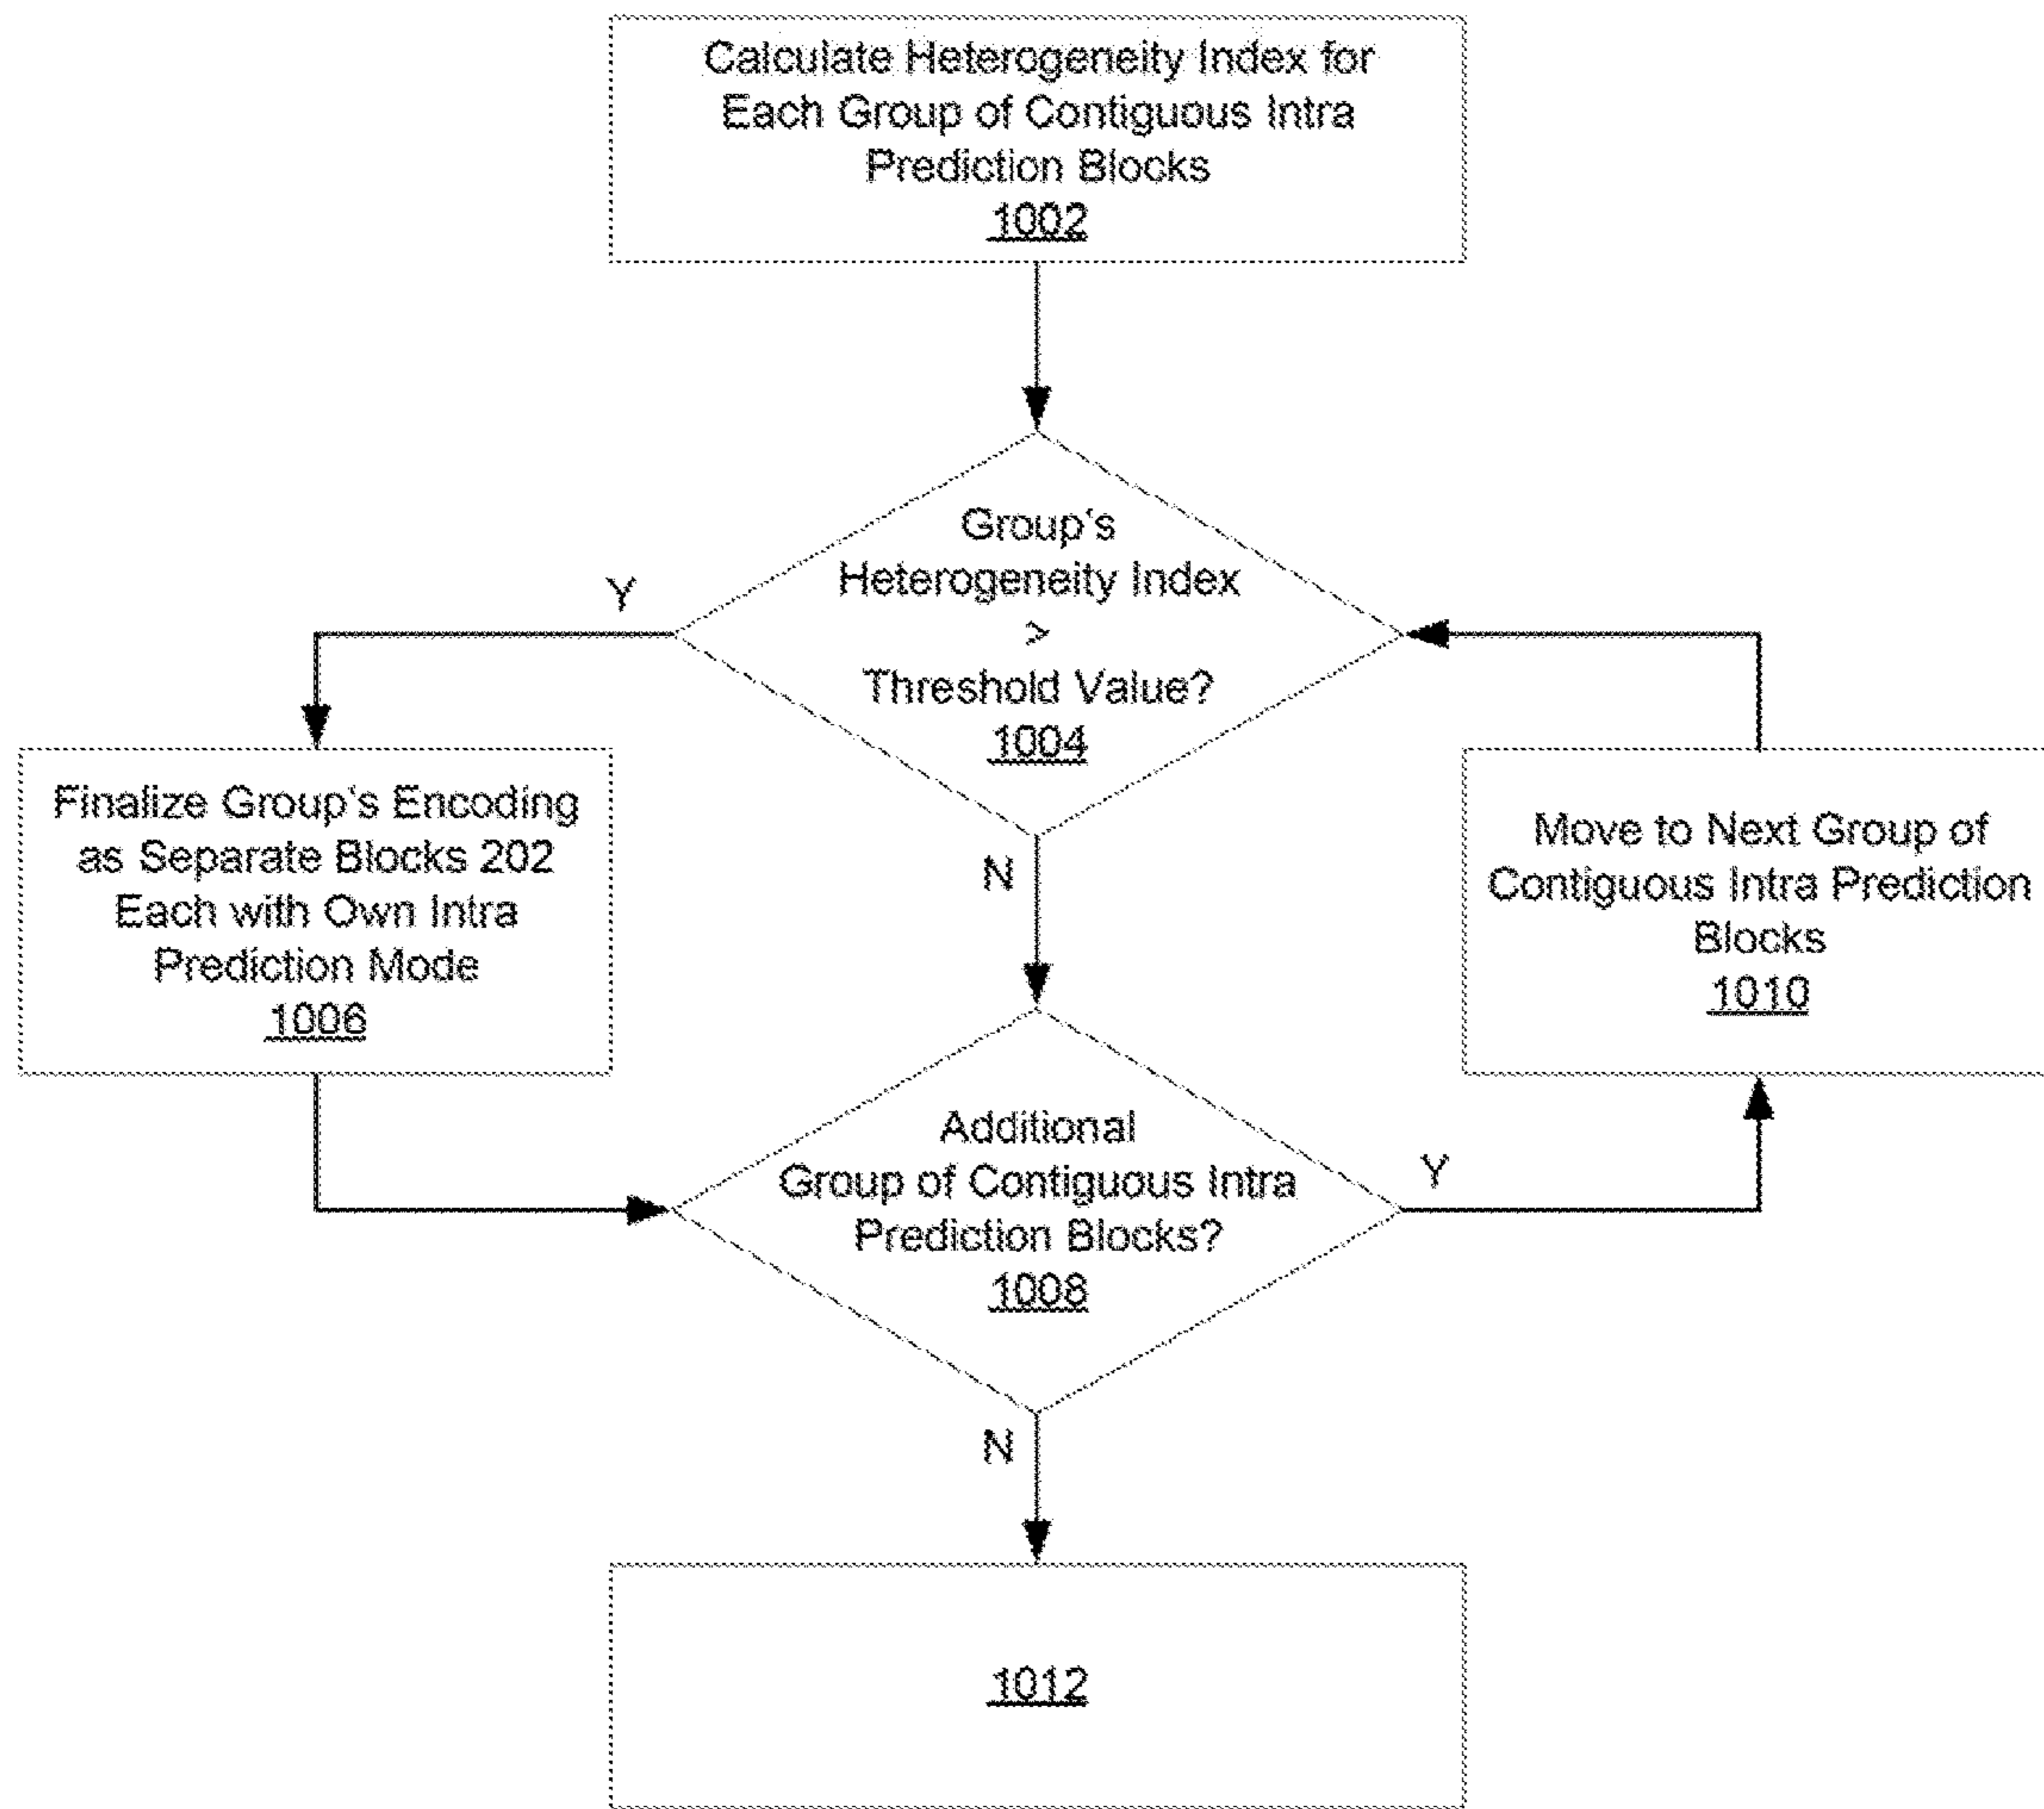 Calculate Heterogeneity Index for
Each Group of Contiguous Intra
Prediction Blocks
1002
Group's
Heterogeneity Index
>
Threshold Value?
1004
Y
N
Finalize Group's Encoding
as Separate Blocks 202
Each with Own Intra
Prediction Mode
1006
Move to Next Group of
Contiguous Intra Prediction
Blocks
1010
Additional
Group of Contiguous Intra
Prediction Blocks?
1008
Y
N
1012